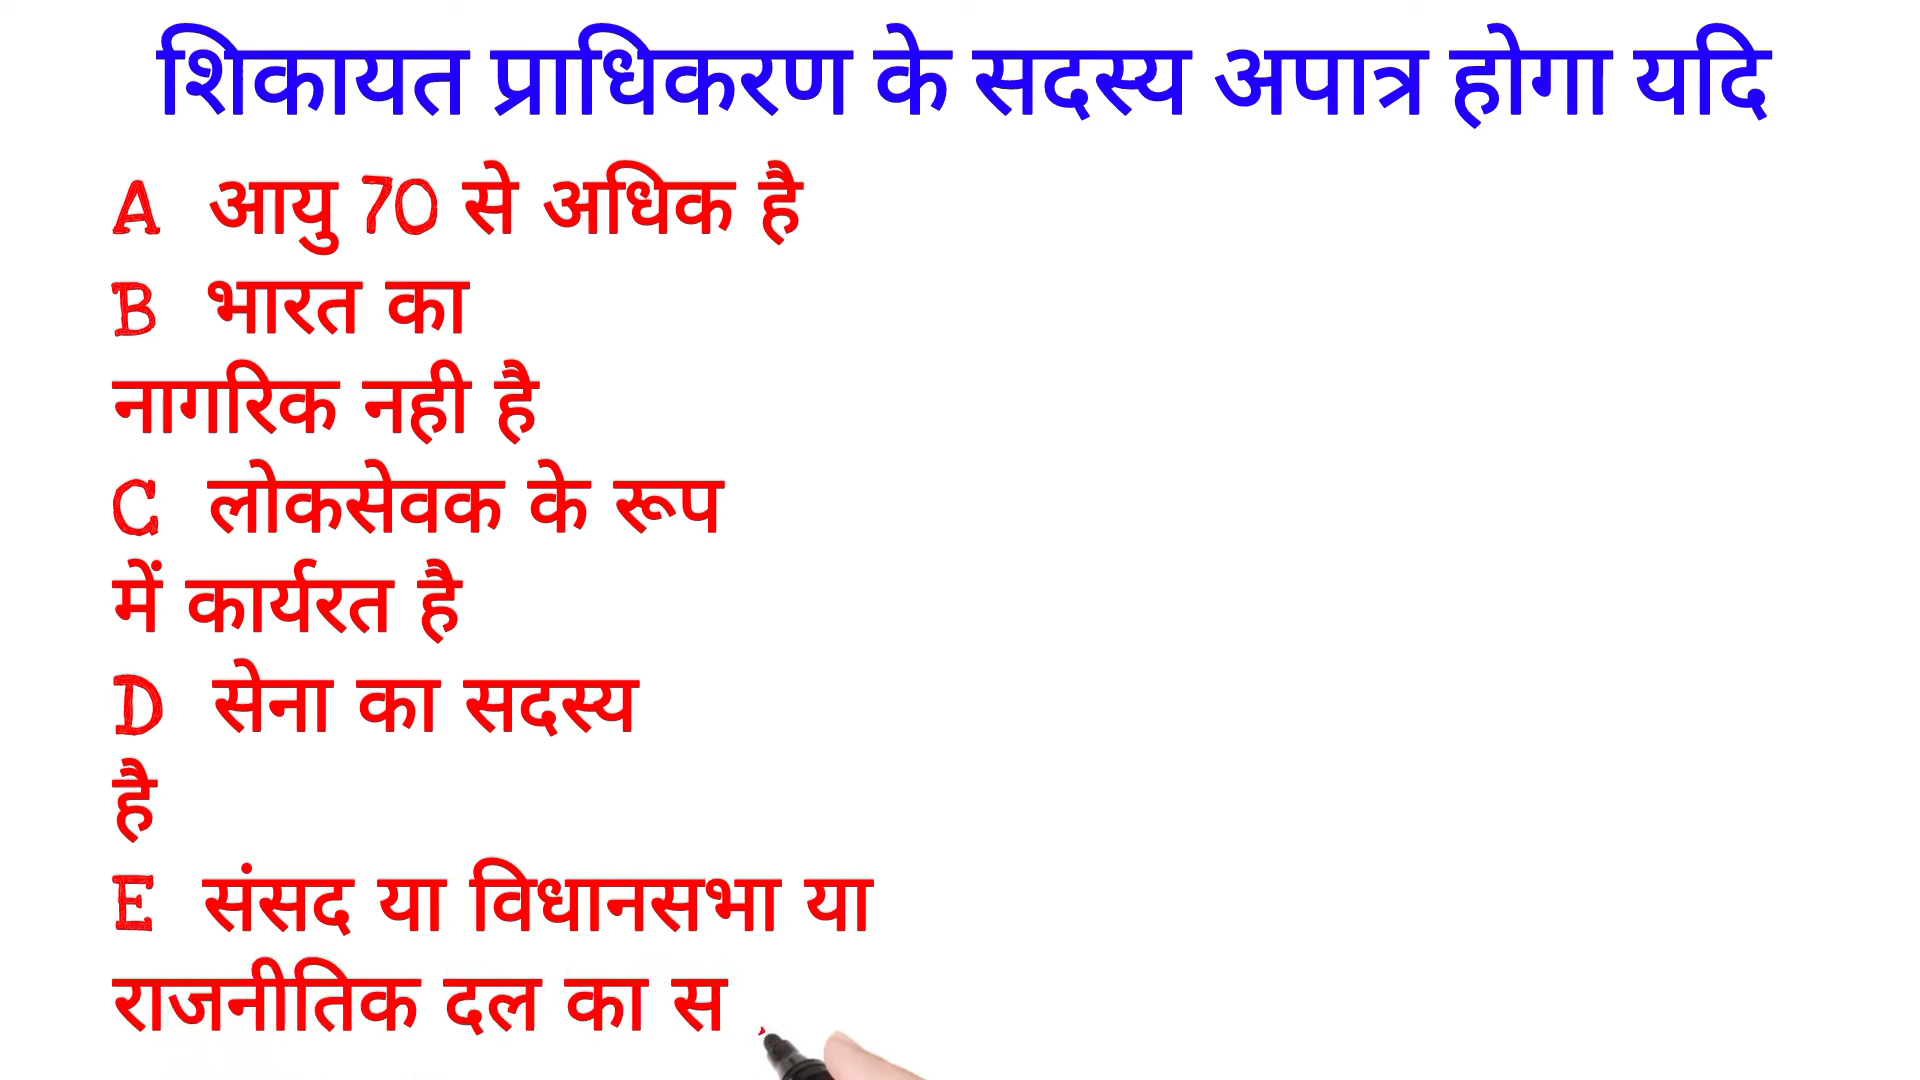 शिकायत प्राधिकरण के सदस्य अपात्र होगा यदि
A आयु 70 से अधिक है
B भारत का
नागरिक नही है
C लोकसेवक के रूप
में कार्यरत है
D सेना का सदस्य
है
E संसद या विधानसभा या
राजनीतिक दल का स